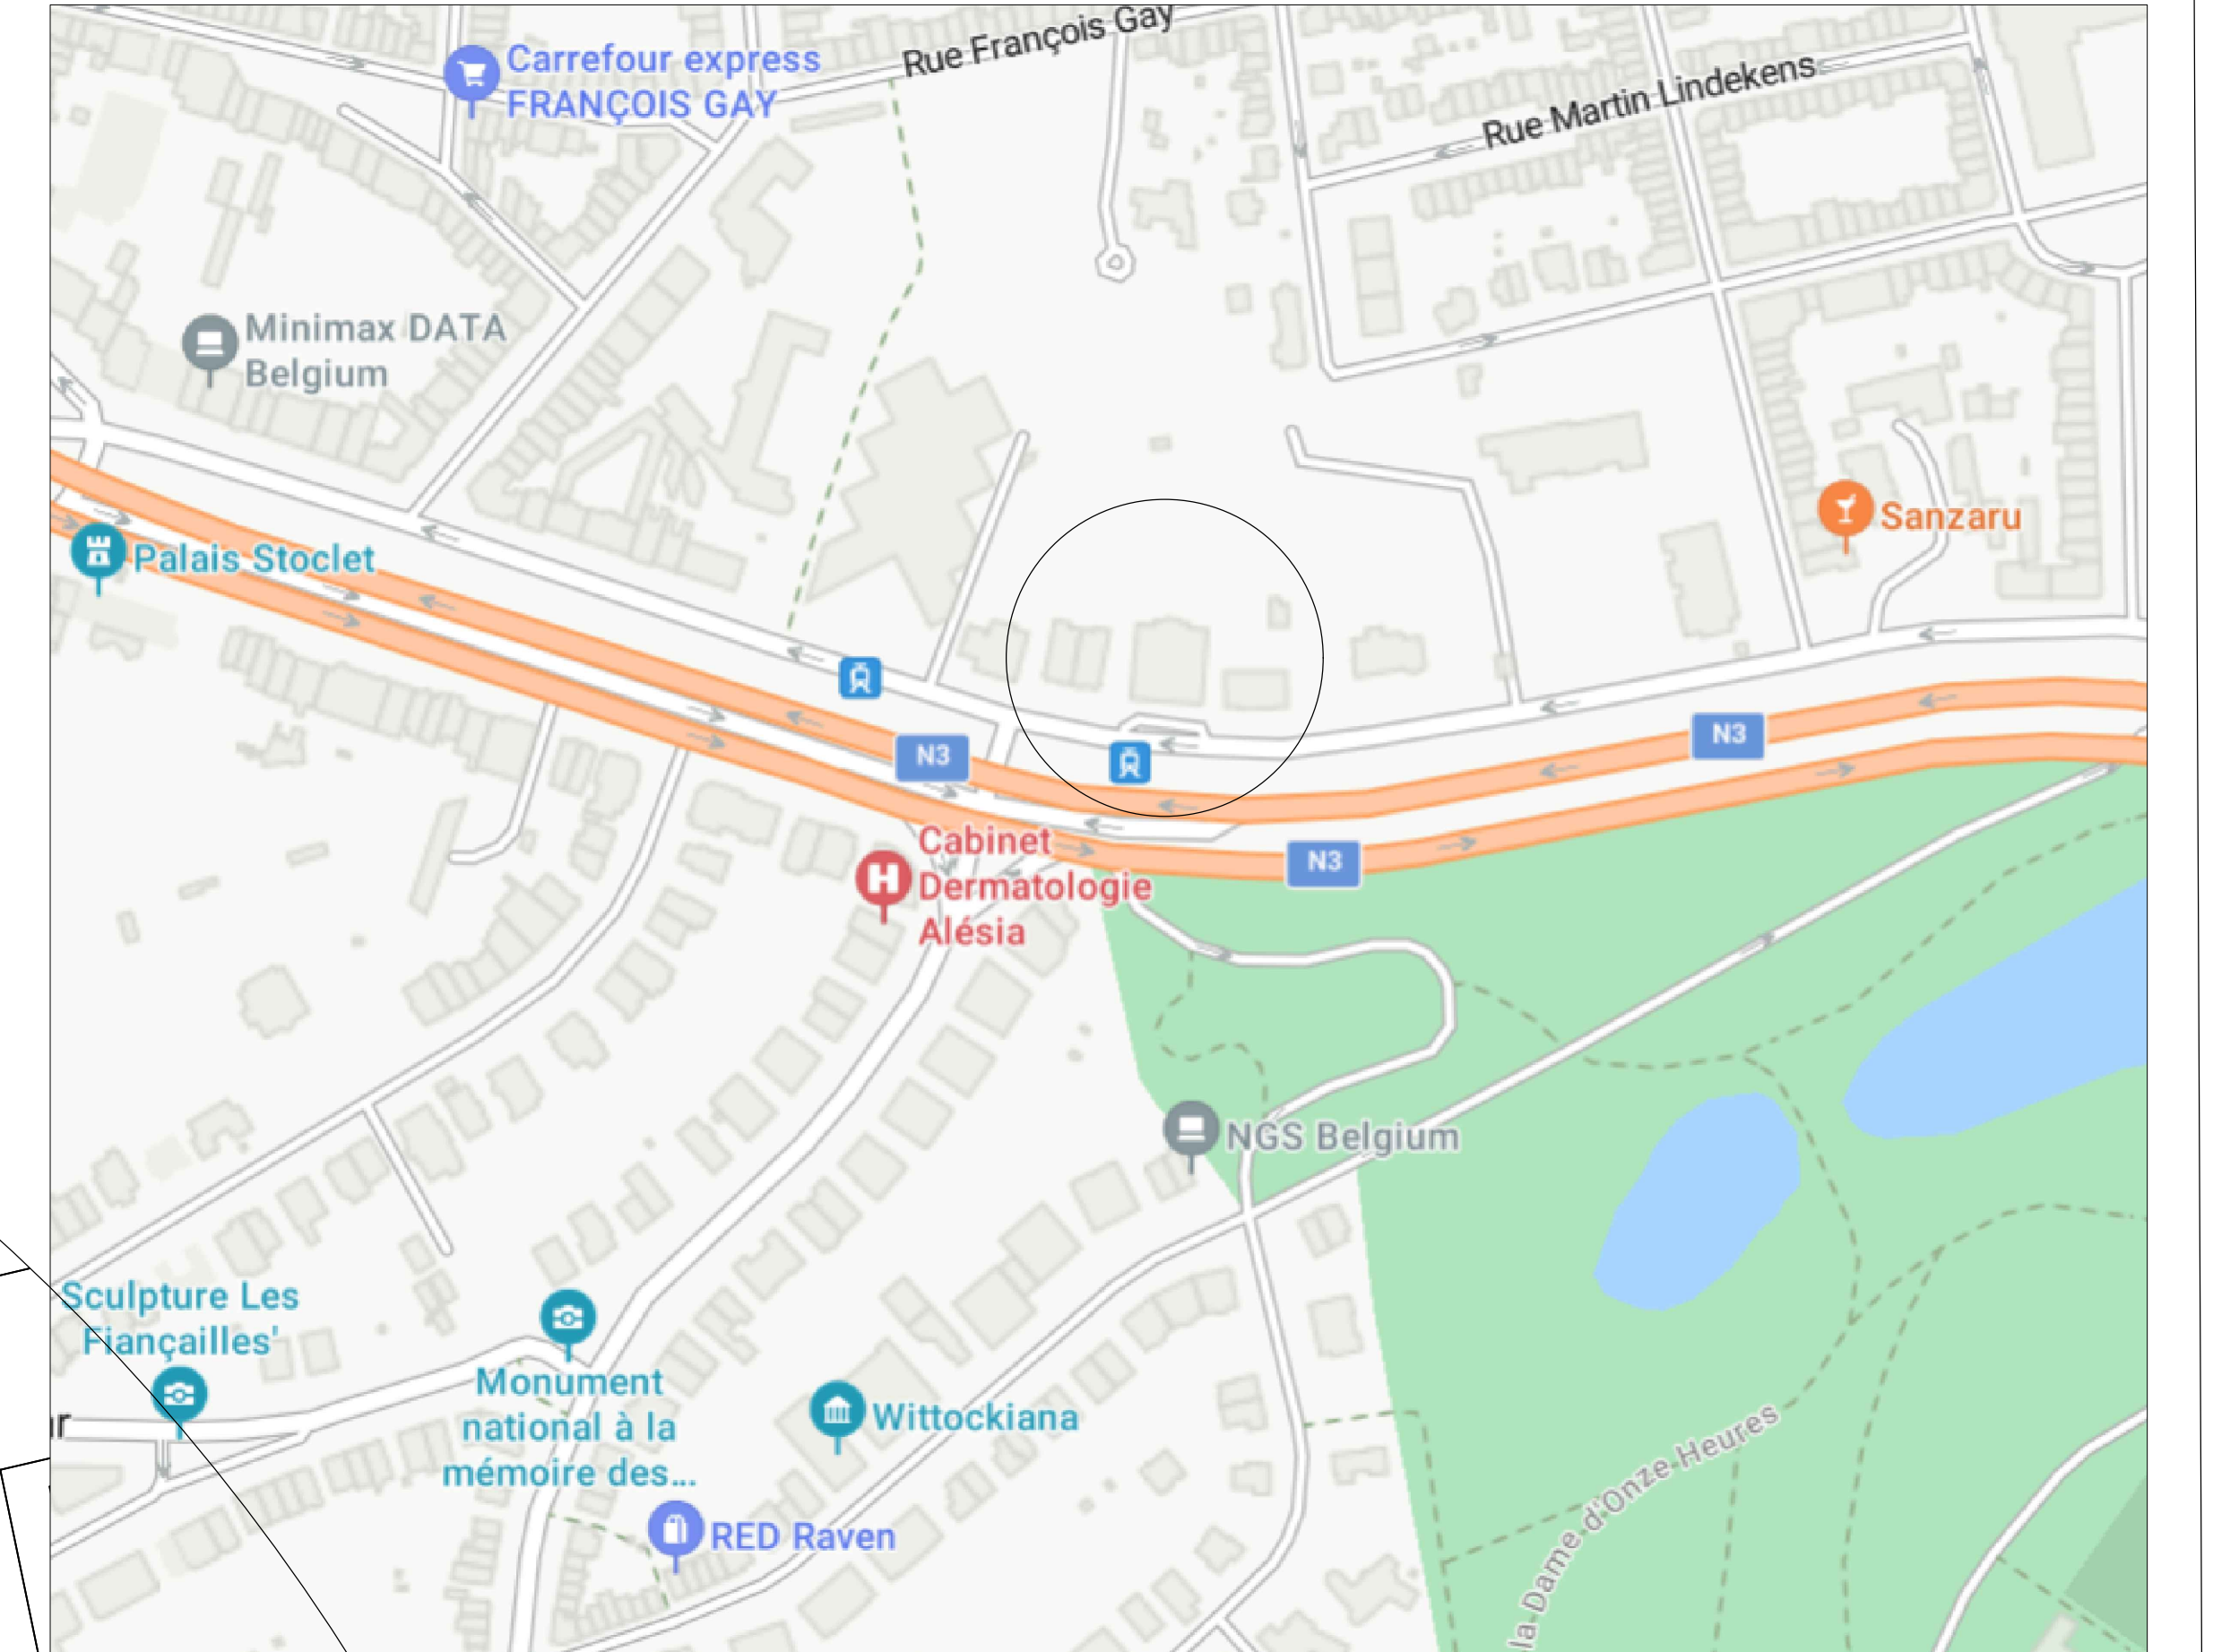 Rue François Gay
Carrefour express
FRANÇOIS GAY
Rue Martin Lindekens
Minimax DATA
Belgium
Sanzaru
Palais Stoclet
N3
N3
N3
Cabinet
Dermatologie
Alésia
NGS Belgium
Sculpture Les
Fiançailles'
Monument
national à la
mémoire des...
Wittockiana
RED Raven
la Dame d'Onze Heures